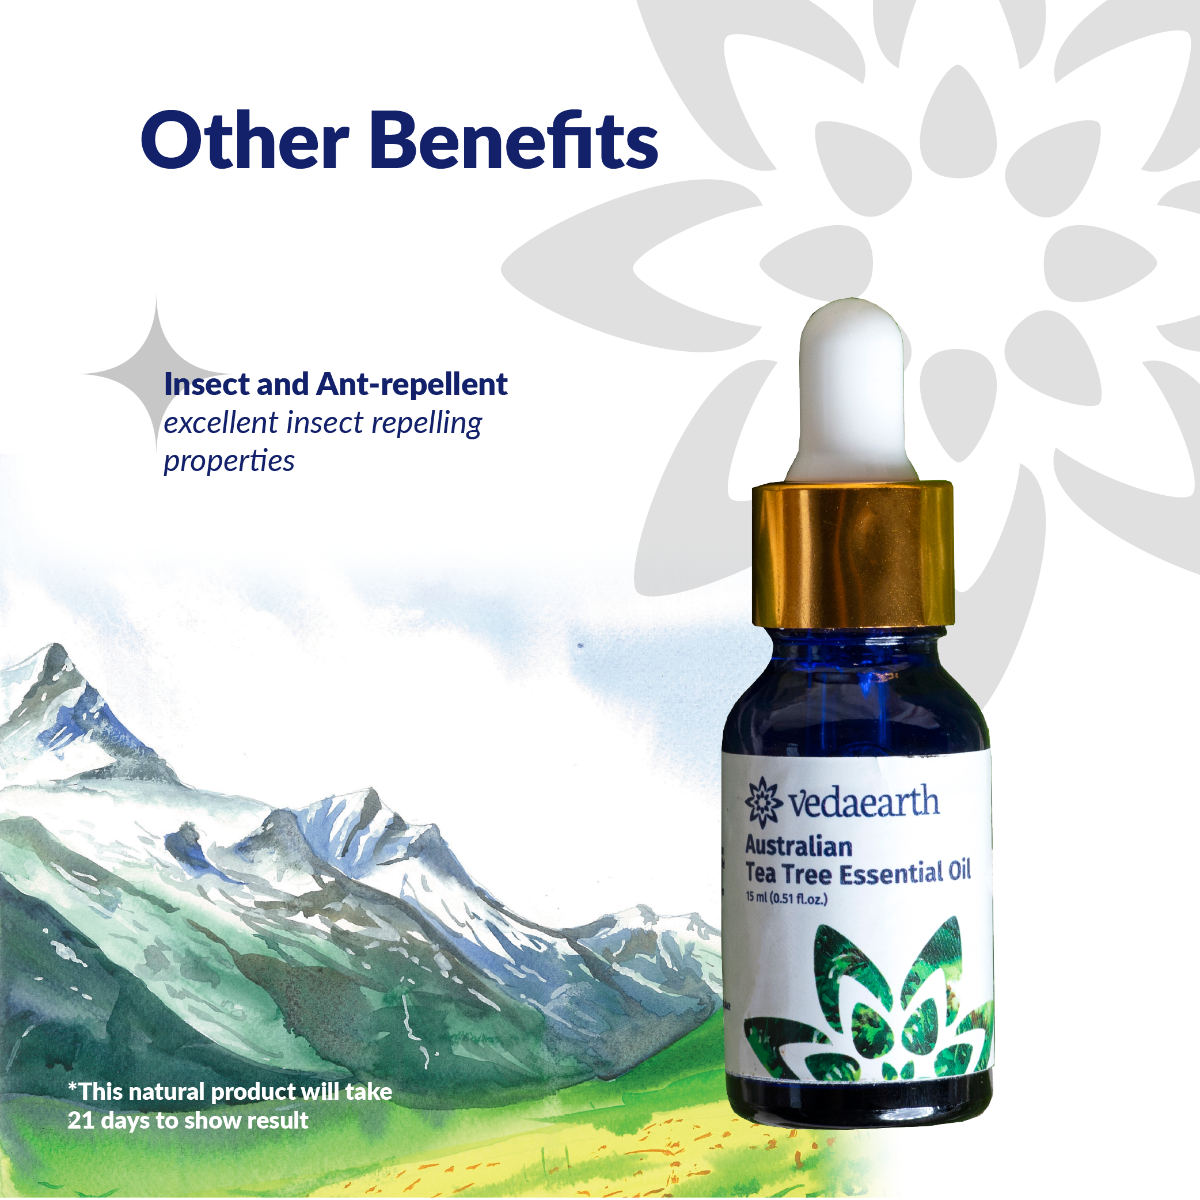 Other Benefits
Insect and Ant-repellent
excellent insect repelling
properties
vedaearth
Australian
Tea Tree Essential Oil
15 ml (0.51 fl.oz.)
*This natural product will take
21 days to show result